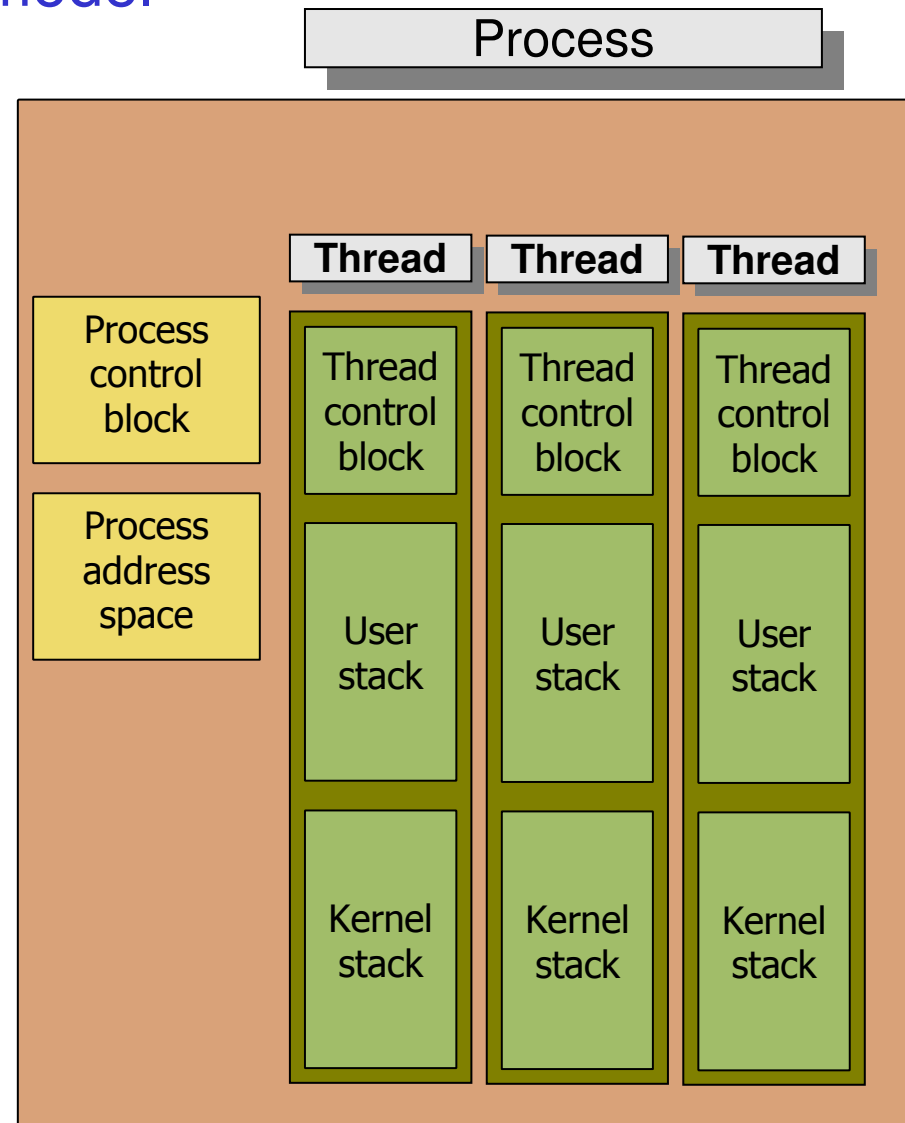 Process
Thread Thread Thread
Process
control
block
Process
address
space
Thread
control
block
User
stack
Kernel
stack
Thread
control
block
User
stack
Kernel
stack
Thread
control
block
User
stack
Kernel
stack